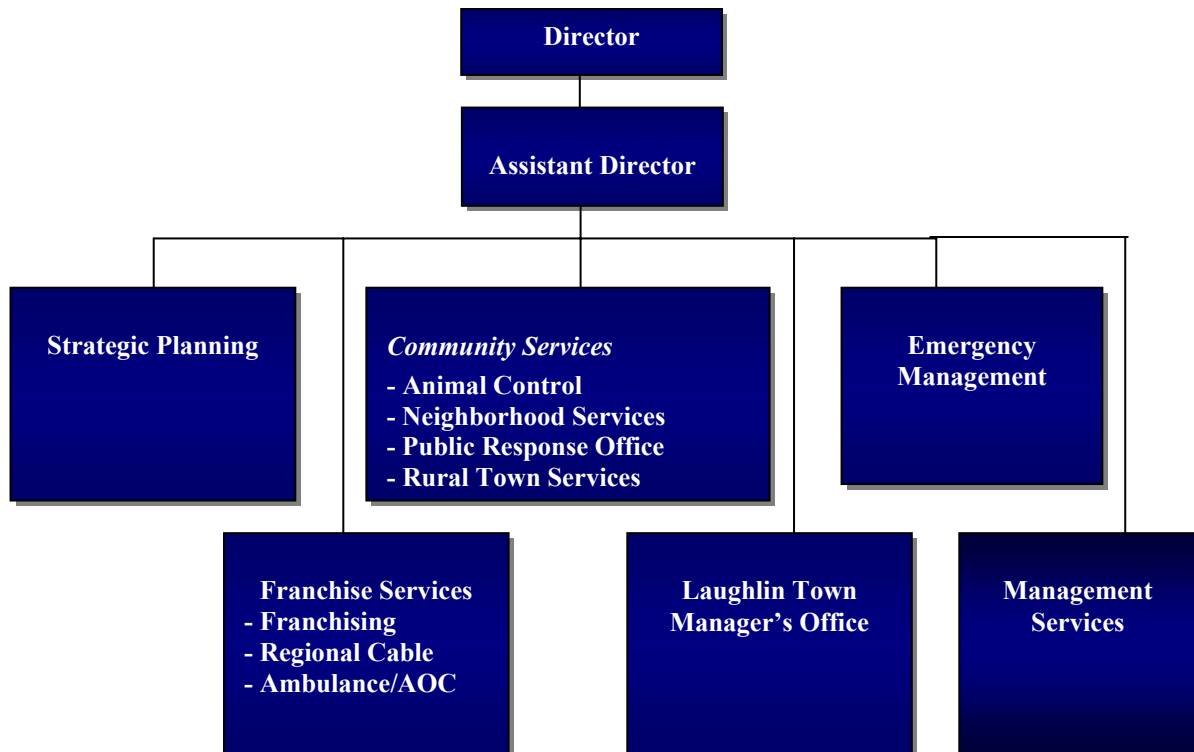 Director
Assistant Director
Strategic Planning
Community Services
- Animal Control
- Neighborhood Services
- Public Response Office
- Rural Town Services
Emergency
Management
Franchise Services
- Franchising
- Regional Cable
- Ambulance/AOC
Laughlin Town
Manager’s Office
Management
Services